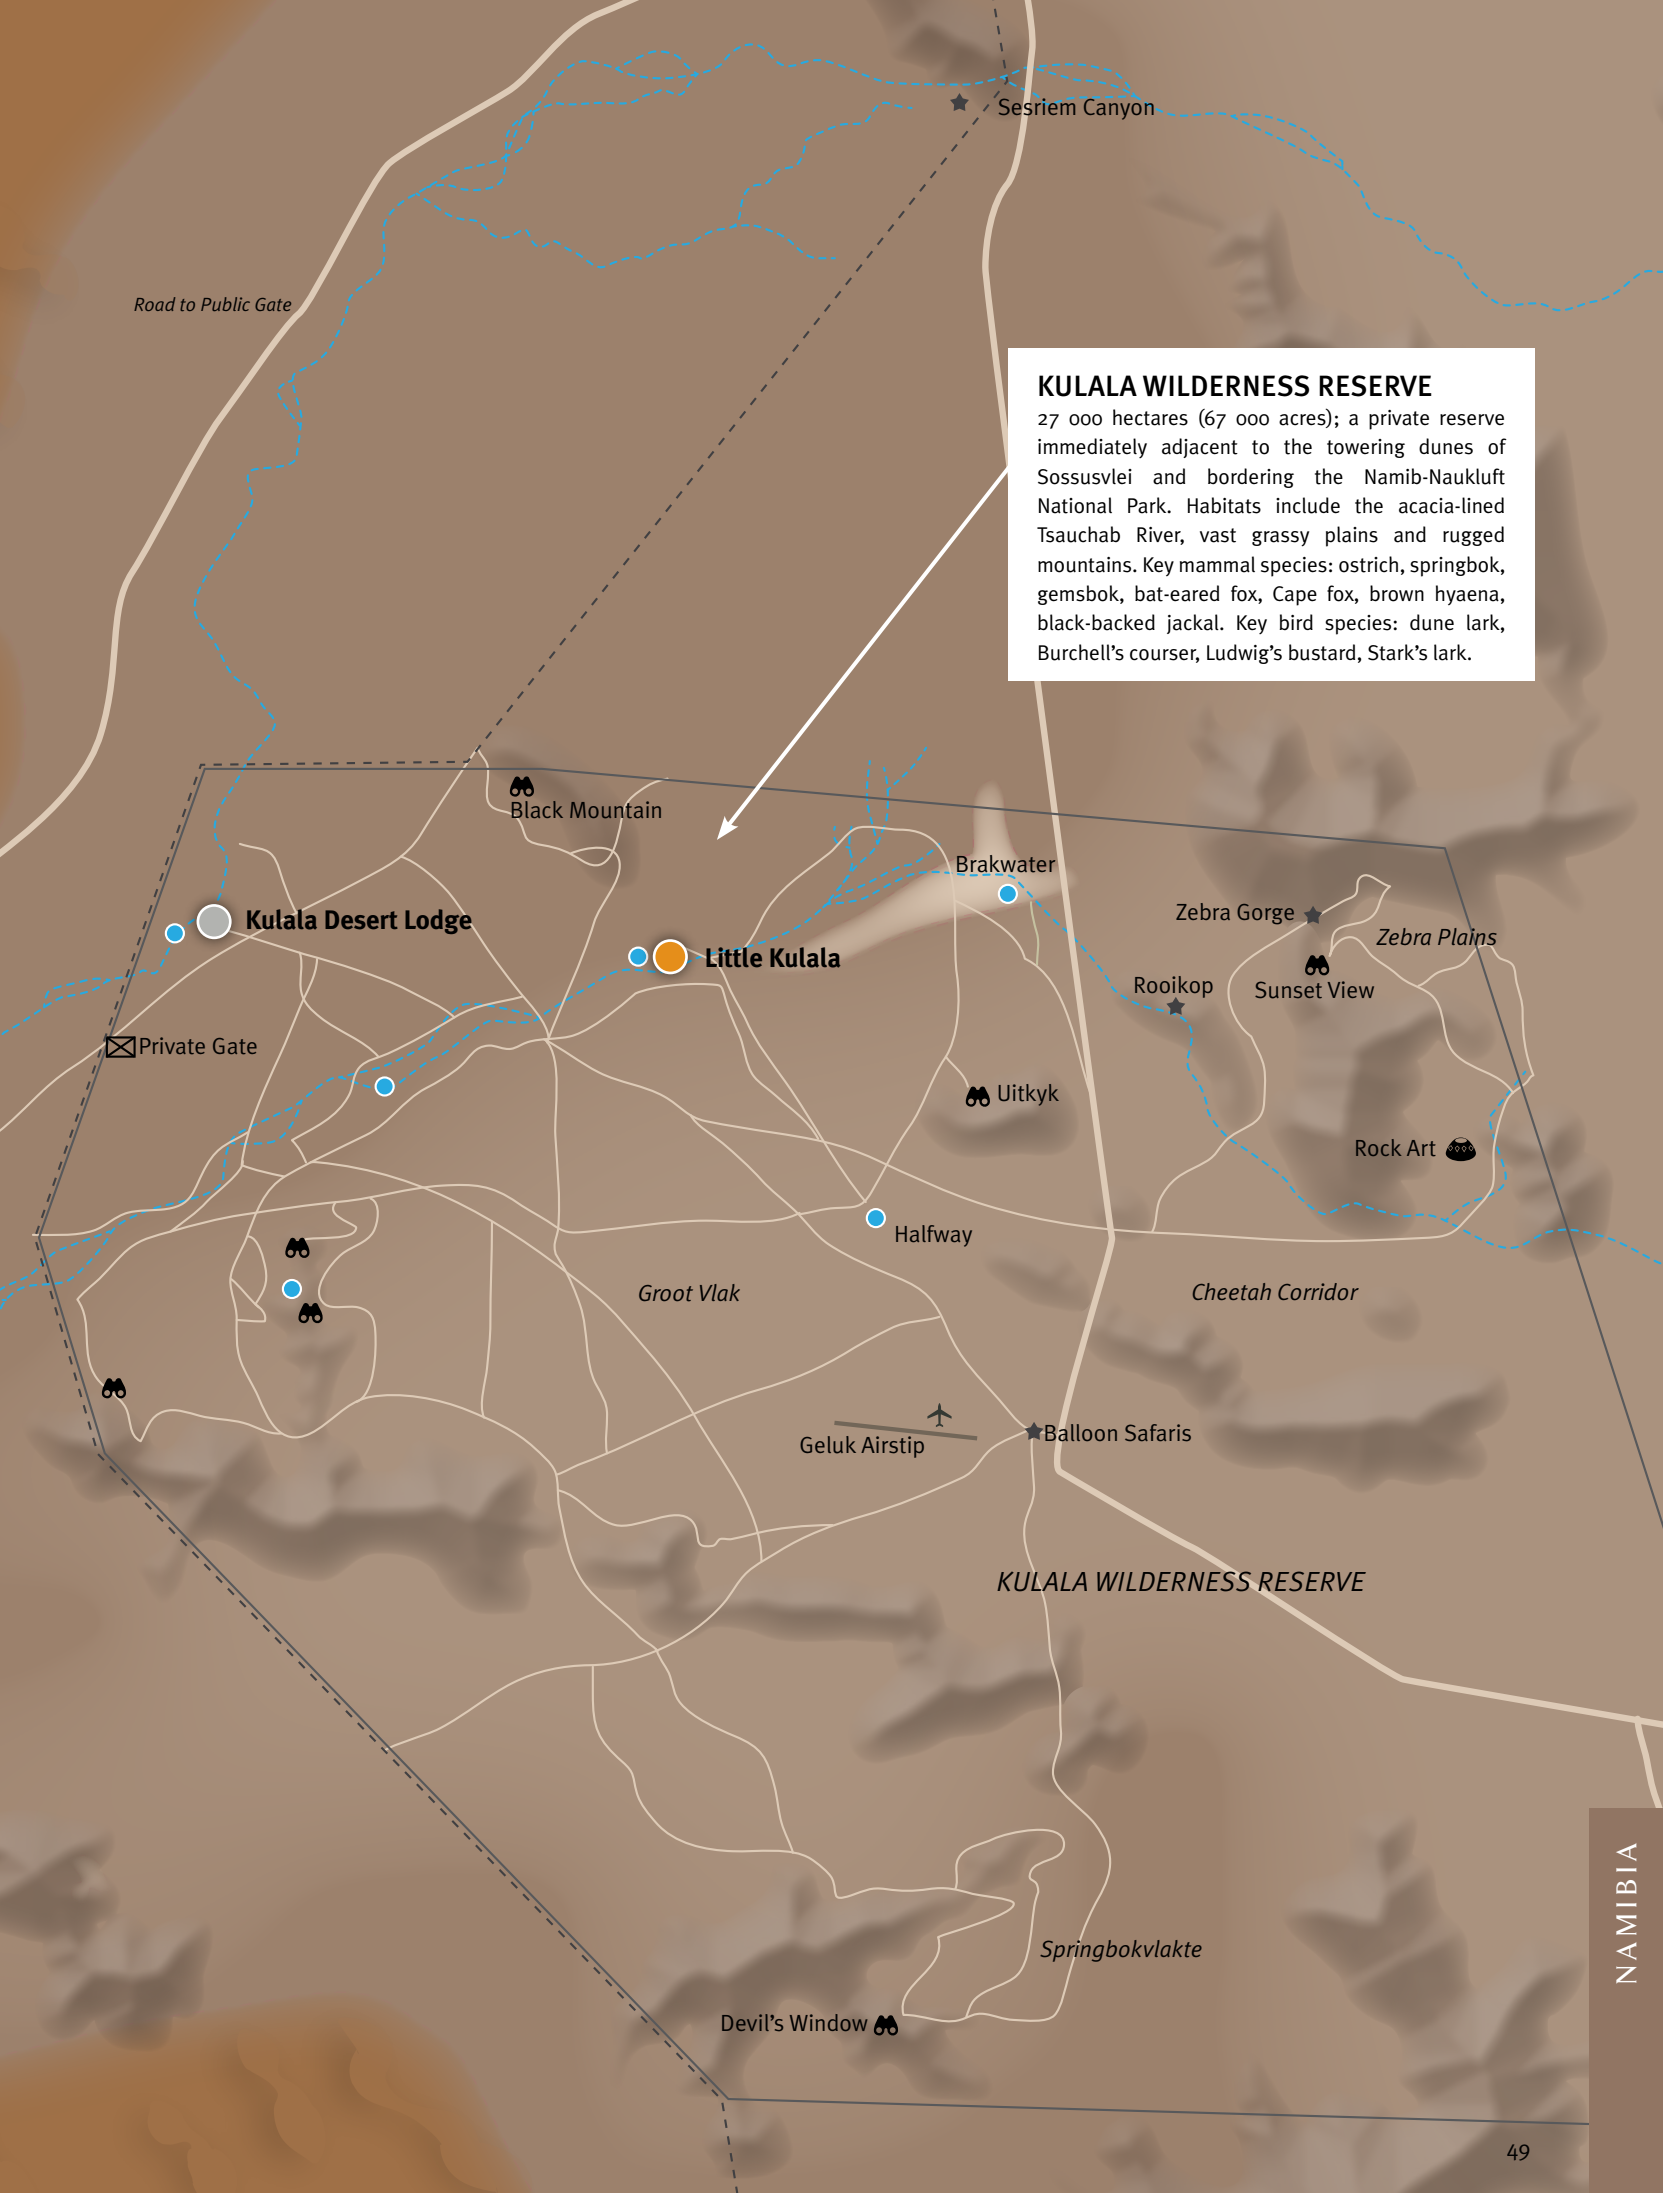 Sesriem Canyon
Road to Public Gate
KULALA WILDERNESS RESERVE
27 000 hectares (67 000 acres); a private reserve
immediately adjacent to the towering dunes of
Sossusvlei and bordering the Namib-Naukluft
National Park. Habitats include the acacia-lined
Tsauchab River, vast grassy plains and rugged
mountains. Key mammal species: ostrich, springbok,
gemsbok, bat-eared fox, Cape fox, brown hyaena,
black-backed jackal. Key bird species: dune lark,
Burchell’s courser, Ludwig’s bustard, Stark’s lark.
Black Mountain
Brakwater
Kulala Desert Lodge
Zebra Gorge
Zebra Plains
Little Kulala
Rooikop
Sunset View
Private Gate
Uitkyk
Rock Art
Halfway
Groot Vlak
Cheetah Corridor
Geluk Airstip
Balloon Safaris
KULALA WILDERNESS RESERVE
NAMIBIA
Springbokvlakte
Devil’s Window
49